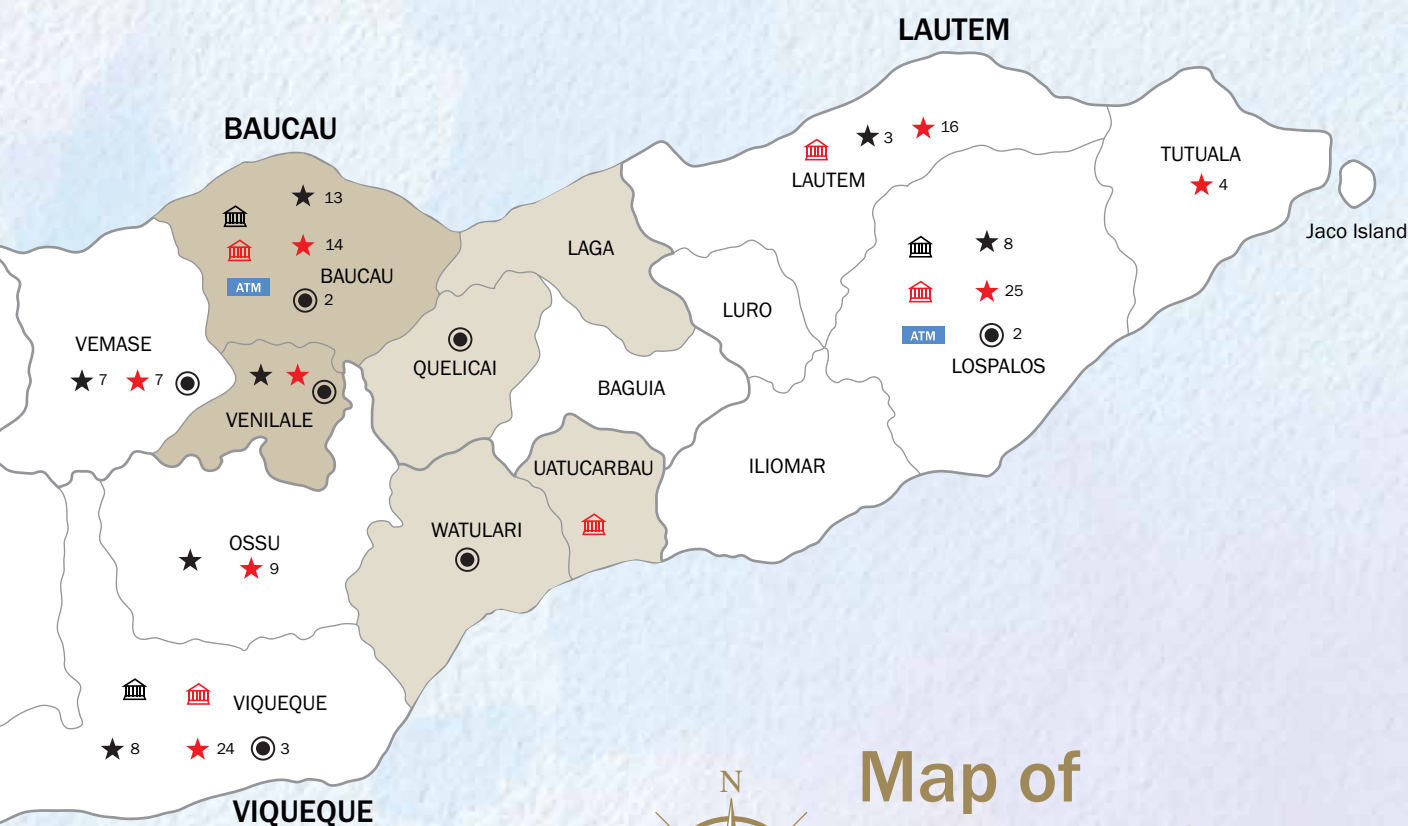 LAUTEM
BAUCAU
3
16
LAUTEM
TUTUALA
4
Jaco Island
13
14
BAUCAU
ATM
2
LAGA
8
25
ATM
2
LOSPALOS
LURO
VEMASE
7
7
QUELICAI
VENILALE
BAGUIA
UATUCARBAU
ILIOMAR
WATULARI
OSSU
9
VIQUEQUE
8
24
3
VIQUEQUE
N
Map of